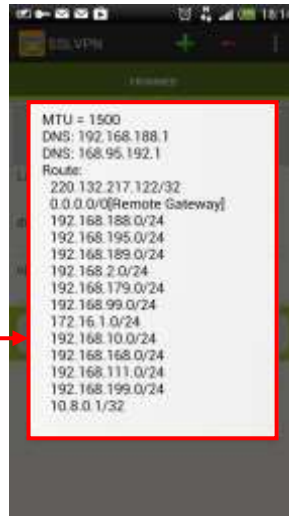 18:14
SSLVPN
MTU = 1500
DNS: 192.168.188.1
DNS: 168.95.192.1
Route:
220.132.217.122/32
0.0.0.0/0[Remote Gateway]
192.168.188.0/24
192.168.195.0/24
192.168.189.0/24
192.168.2.0/24
192.168.179.0/24
192.168.99.0/24
172.16.1.0/24
192.168.10.0/24
192.168.168.0/24
192.168.111.0/24
192.168.199.0/24
10.8.0.1/32